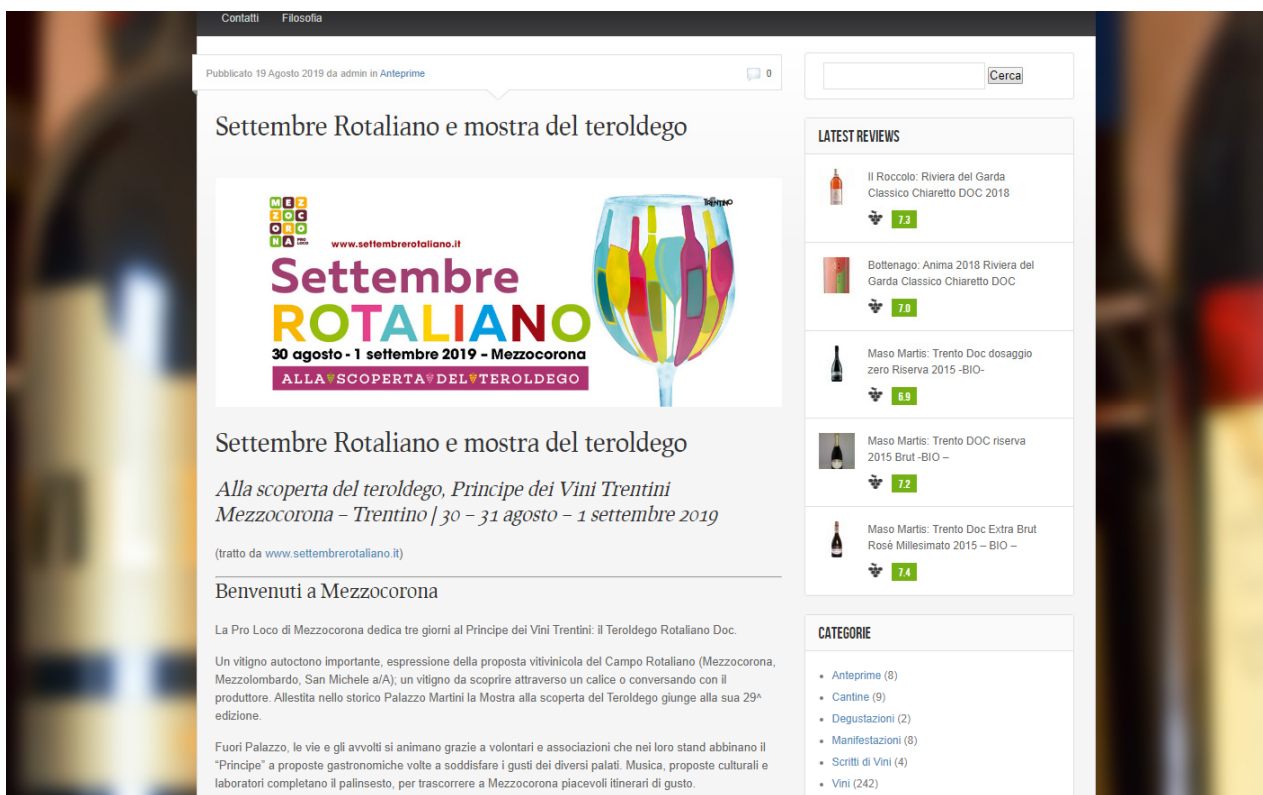 Contatti Filosofia
Pubblicato 19 Agosto 2019 da admin in Anteprime
0
Settembre Rotaliano e mostra del teroldego
MEZ
ZOC
ORO
NA PRO LOCO
www.settembrerotaliano.it
TRENTINO
Settembre
ROTALIANO
30 agosto - 1 settembre 2019 – Mezzocorona
ALLA SCOPERTA DEL TEROLDEGO
Settembre Rotaliano e mostra del teroldego
Alla scoperta del teroldego, Principe dei Vini Trentini
Mezzocorona – Trentino | 30 – 31 agosto – 1 settembre 2019
(tratto da www.settembrerotaliano.it)
Benvenuti a Mezzocorona
La Pro Loco di Mezzocorona dedica tre giorni al Principe dei Vini Trentini: il Teroldego Rotaliano Doc.
Un vitigno autoctono importante, espressione della proposta vitivinicola del Campo Rotaliano (Mezzocorona,
Mezzolombardo, San Michele a/A); un vitigno da scoprire attraverso un calice o conversando con il
produttore. Allestita nello storico Palazzo Martini la Mostra alla scoperta del Teroldego giunge alla sua 29^
edizione.
Fuori Palazzo, le vie e gli avvolti si animano grazie a volontari e associazioni che nei loro stand abbinano il
“Principe” a proposte gastronomiche volte a soddisfare i gusti dei diversi palati. Musica, proposte culturali e
laboratori completano il palinsesto, per trascorrere a Mezzocorona piacevoli itinerari di gusto.
Cerca
LATEST REVIEWS
Il Roccolo: Riviera del Garda
Classico Chiaretto DOC 2018
7.3
Bottenago: Anima 2018 Riviera del
Garda Classico Chiaretto DOC
7.0
Maso Martis: Trento Doc dosaggio
zero Riserva 2015 -BIO-
6.9
Maso Martis: Trento DOC riserva
2015 Brut -BIO –
7.2
Maso Martis: Trento Doc Extra Brut
Rosè Millesimato 2015 – BIO –
7.4
CATEGORIE
Anteprime (8)
Cantine (9)
Degustazioni (2)
Manifestazioni (8)
Scritti di Vini (4)
Vini (242)